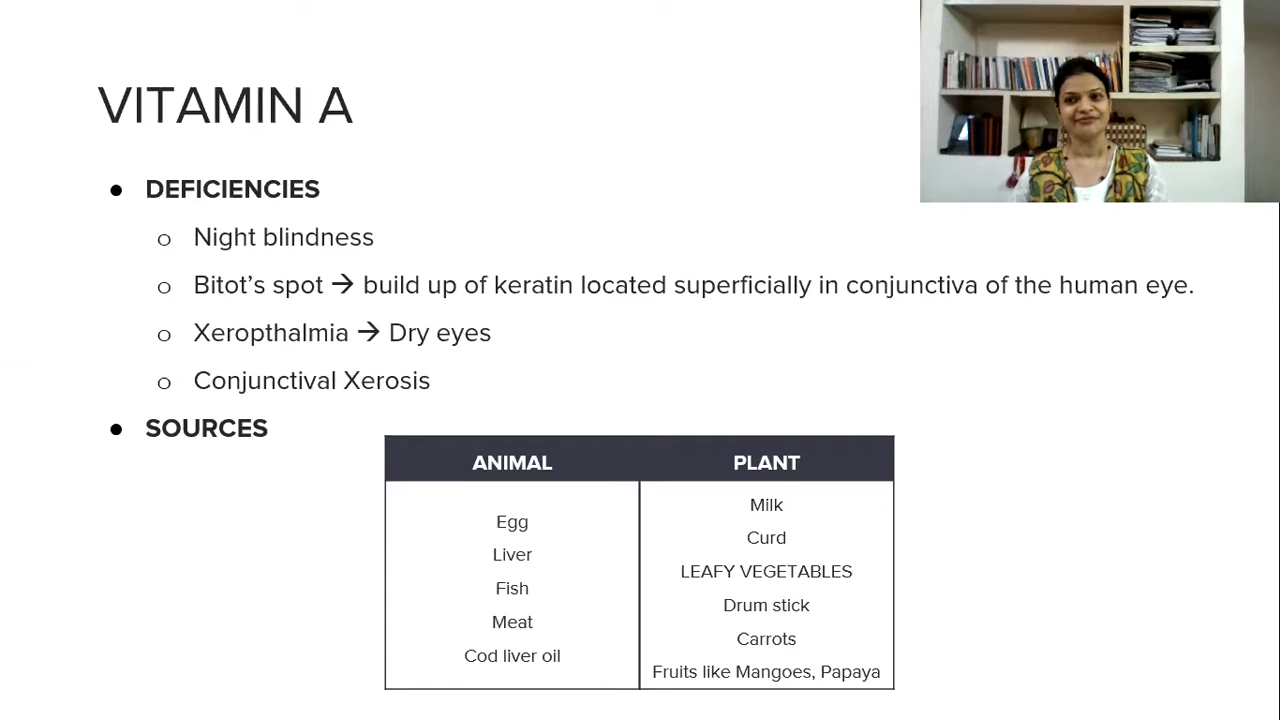 VITAMIN A
● DEFICIENCIES
o Night blindness
o Bitot’s spot → build up of keratin located superficially in conjunctiva of the human eye.
o Xeropthalmia → Dry eyes
o Conjunctival Xerosis
● SOURCES
ANIMAL PLANT
Egg
Liver
Fish
Meat
Cod liver oil
Milk
Curd
LEAFY VEGETABLES
Drum stick
Carrots
Fruits like Mangoes, Papaya